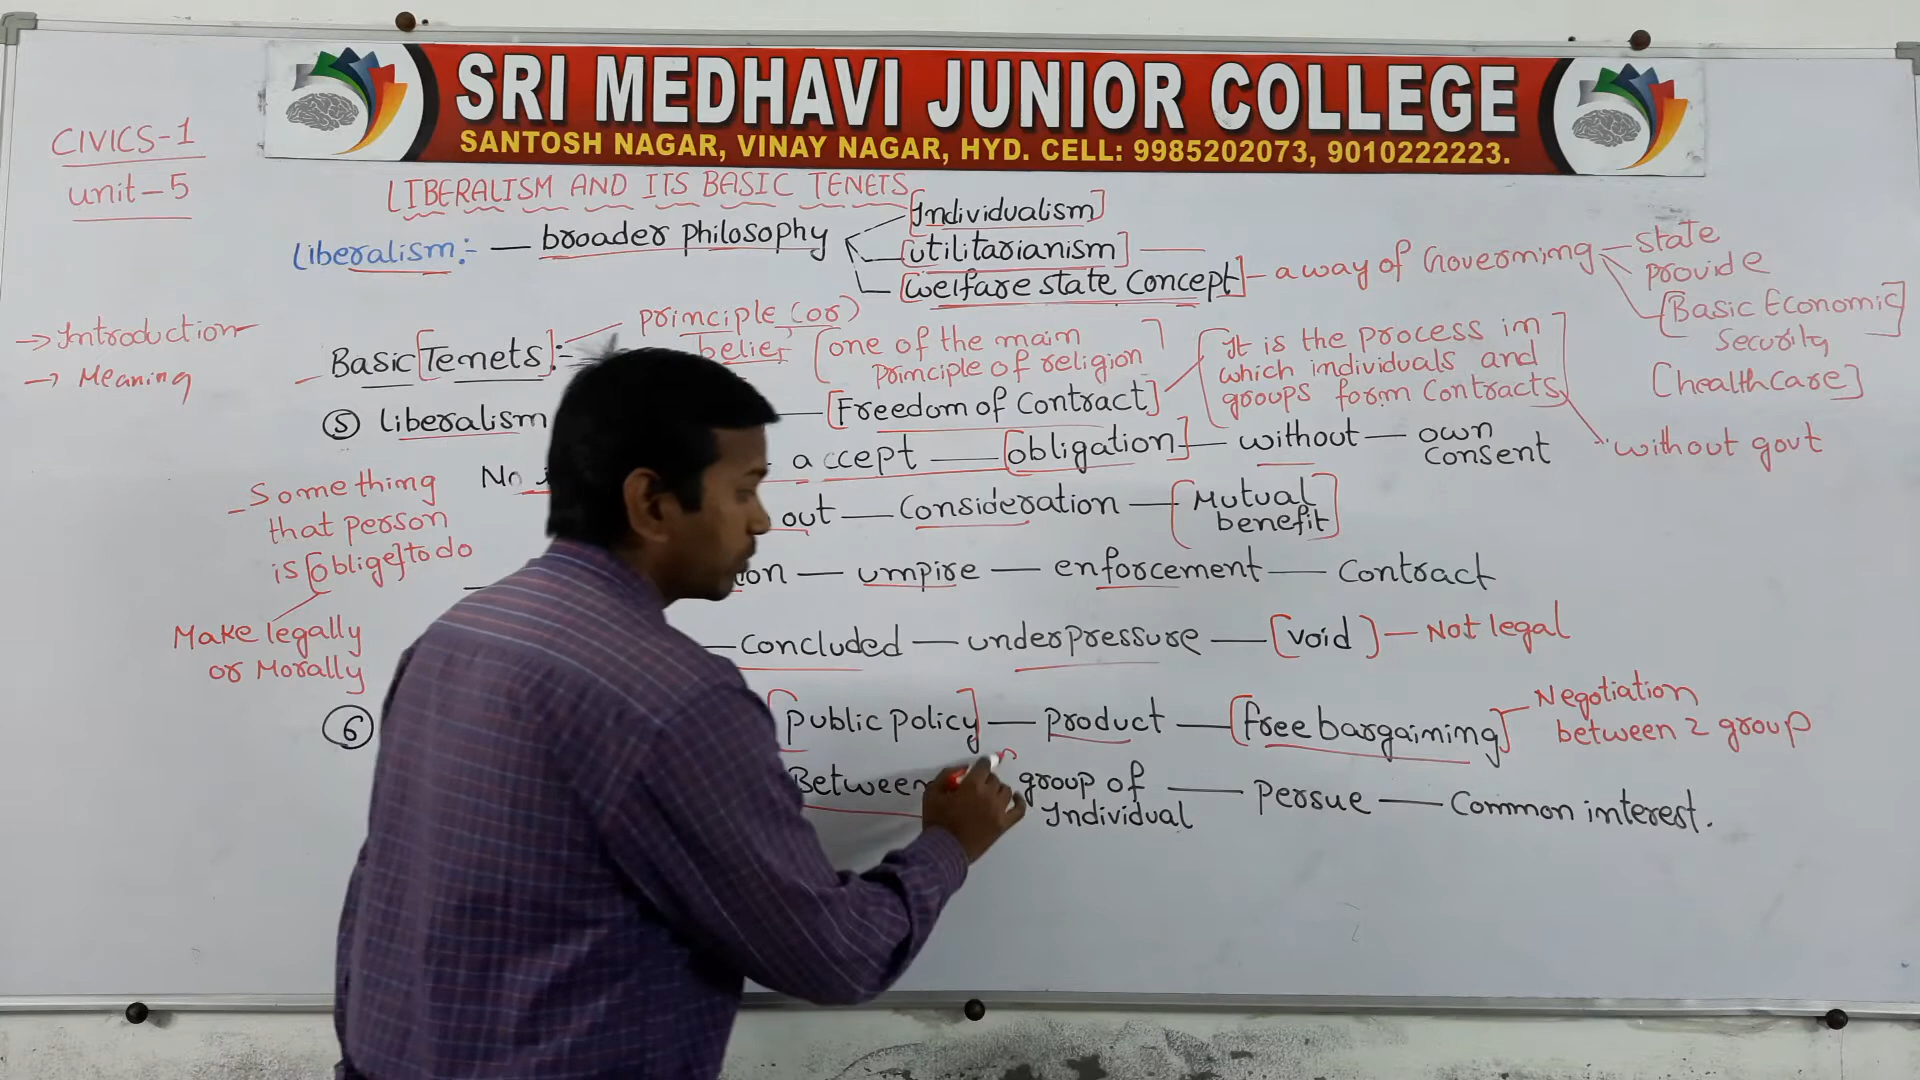 SRI MEDHAVI JUNIOR COLLEGE
SANTOSH NAGAR, VINAY NAGAR, HYD. CELL: 9985202073, 9010222223.
CIVICS-1
unit-5
LIBERALISM AND ITS BASIC TENETS
Liberalism:- — broader philosophy
[Individualism]
[utilitarianism] —
[welfare state Concept] - a way of Governing
— state
provide
[Basic Economic
Security
[healthcare]
→ Introduction
→ Meaning
Basic [Tenets]:-
principle (or)
belief
[one of the main
principle of religion]
[It is the process in
which individuals and
groups form contracts]
without govt
5 liberalism — [Freedom of Contract]
No
accept — [obligation] — without — own
consent
out — Consideration — [Mutual
benefit]
— umpire — enforcement — Contract
— concluded — underpressure — [void] — Not legal
- Something
that person
is [oblige] to do
Make legally
or Morally
6 [public policy] — product — [free bargaining] - Negotiation
between 2 group
Between group of
Individual — Persue — Common interest.